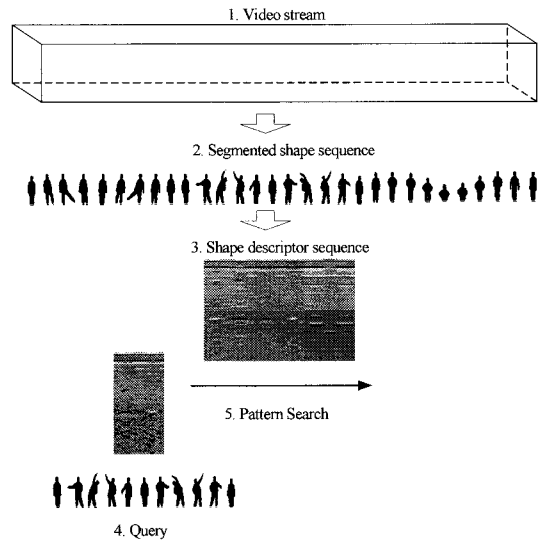 1. Video stream
2. Segmented shape sequence
3. Shape descriptor sequence
5. Pattern Search
4. Query